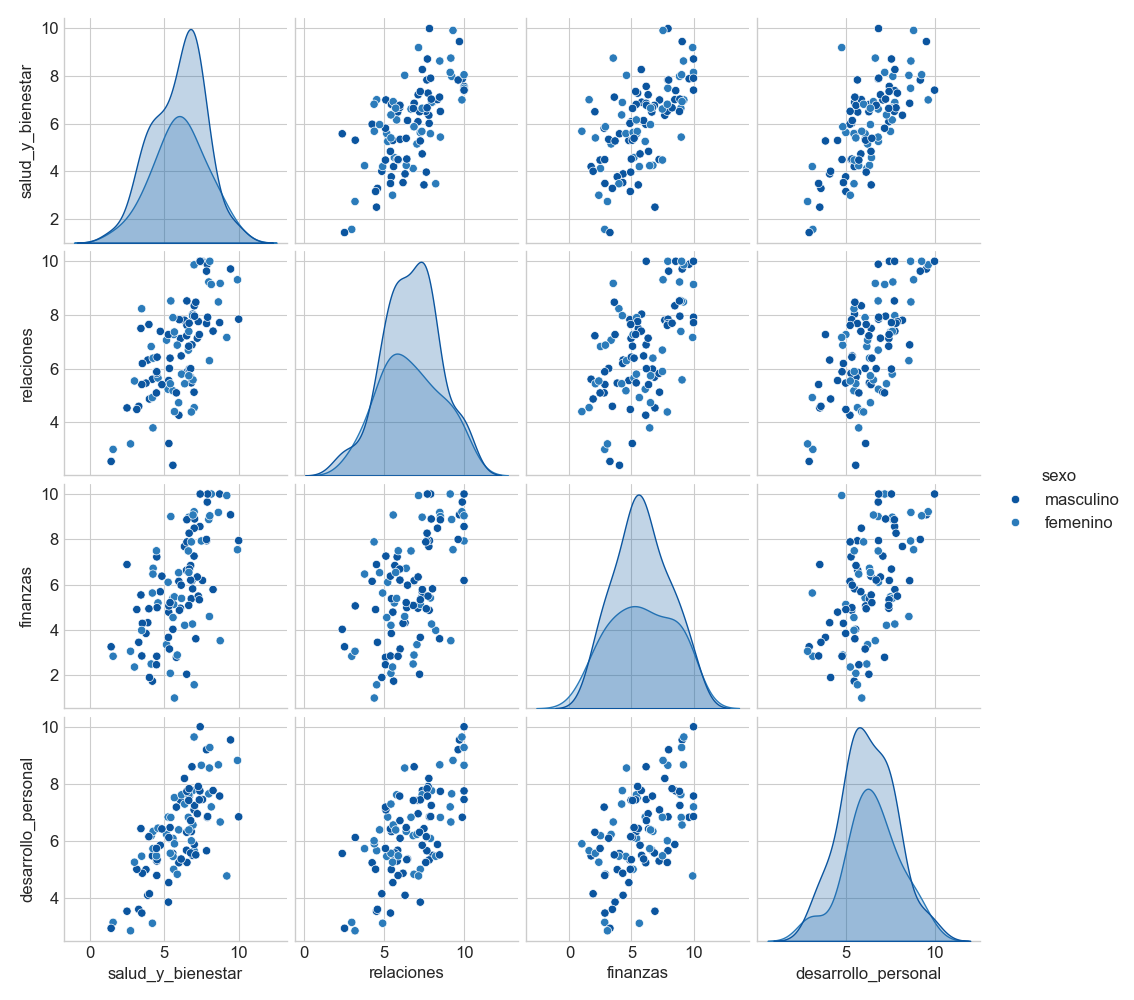 10
8
6
4
2
salud_y_bienestar
10
8
6
4
relaciones
10
8
6
4
2
finanzas
10
8
6
4
desarrollo_personal
0 5 10
salud_y_bienestar
0 5 10
relaciones
0 5 10
finanzas
5 10
desarrollo_personal
sexo
masculino
femenino